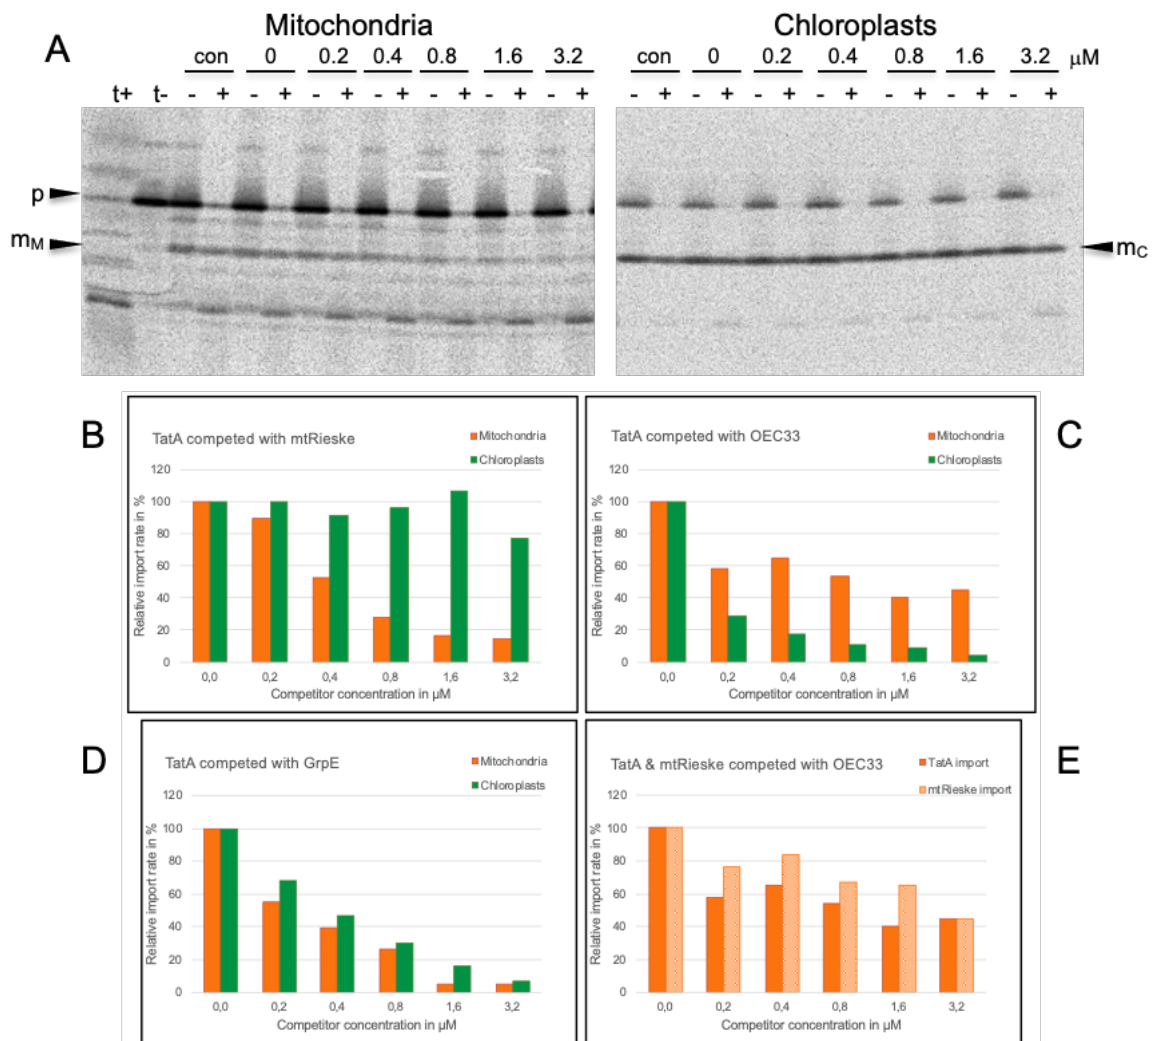 Mitochondria Chloroplasts
A
con 0 0.2 0.4 0.8 1.6 3.2 con 0 0.2 0.4 0.8 1.6 3.2 μM
t+ t- - + - + - + - + - + - + - + - + - + - + - + - + - + - +
p
mM
mC
B
TatA competed with mtRieske
Mitochondria
Chloroplasts
Relative import rate in %
120
100
80
60
40
20
0
0,0 0,2 0,4 0,8 1,6 3,2
Competitor concentration in μM
C
TatA competed with OEC33
Mitochondria
Chloroplasts
Relative import rate in %
120
100
80
60
40
20
0
0,0 0,2 0,4 0,8 1,6 3,2
Competitor concentration in μM
D
TatA competed with GrpE
Mitochondria
Chloroplasts
Relative import rate in %
120
100
80
60
40
20
0
0,0 0,2 0,4 0,8 1,6 3,2
Competitor concentration in μM
E
TatA & mtRieske competed with OEC33
TatA import
mtRieske import
Relative import rate in %
120
100
80
60
40
20
0
0,0 0,2 0,4 0,8 1,6 3,2
Competitor concentration in μM